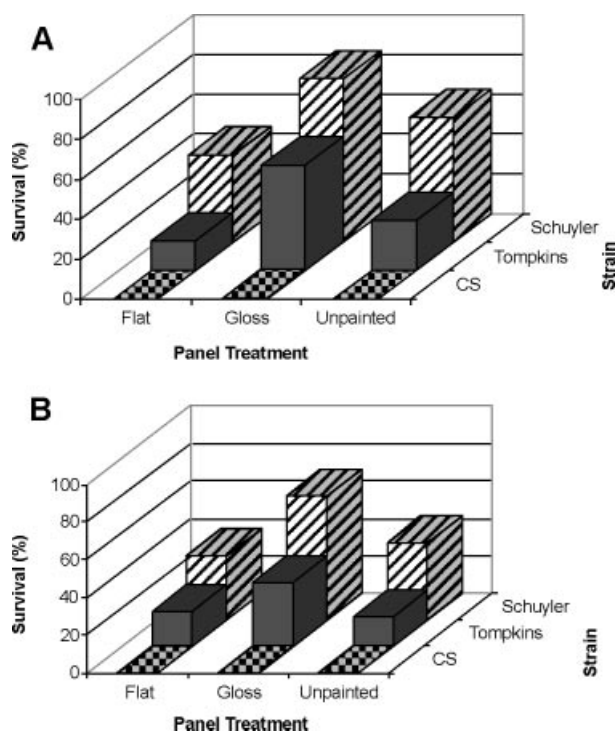 A
100
80
60
40
20
0
Survival (%)
Flat Gloss Unpainted
Panel Treatment
CS
Tompkins
Schuyler
Strain
B
100
80
60
40
20
0
Survival (%)
Flat Gloss Unpainted
Panel Treatment
CS
Tompkins
Schuyler
Strain